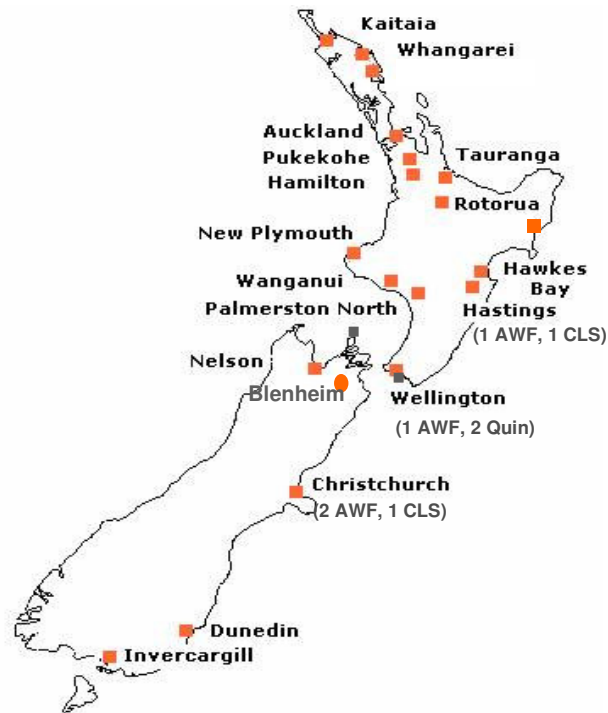 Kaitaia
Whangarei
Auckland
Pukekohe
Tauranga
Hamilton
Rotorua
New Plymouth
Hawkes
Bay
Wanganui
Palmerston North
Hastings
(1 AWF, 1 CLS)
Nelson
Blenheim
Wellington
(1 AWF, 2 Quin)
Christchurch
(2 AWF, 1 CLS)
Dunedin
Invercargill